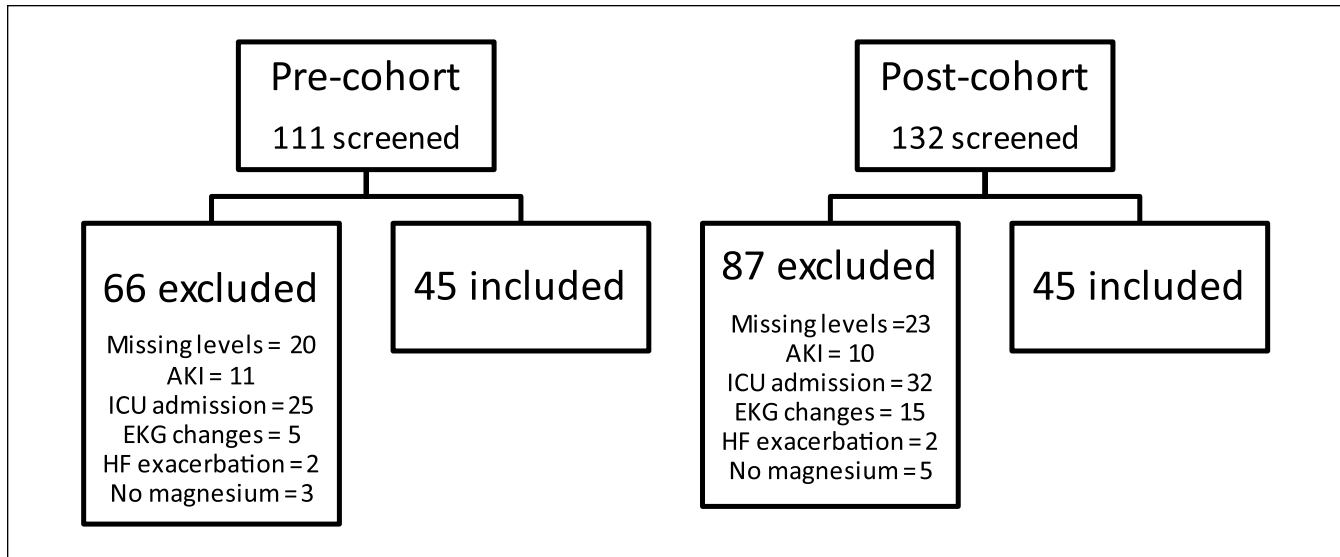 Pre-cohort
111 screened
66 excluded
Missing levels = 20
AKI = 11
ICU admission = 25
EKG changes = 5
HF exacerbation = 2
No magnesium = 3
45 included
Post-cohort
132 screened
87 excluded
Missing levels =23
AKI = 10
ICU admission = 32
EKG changes = 15
HF exacerbation = 2
No magnesium = 5
45 included